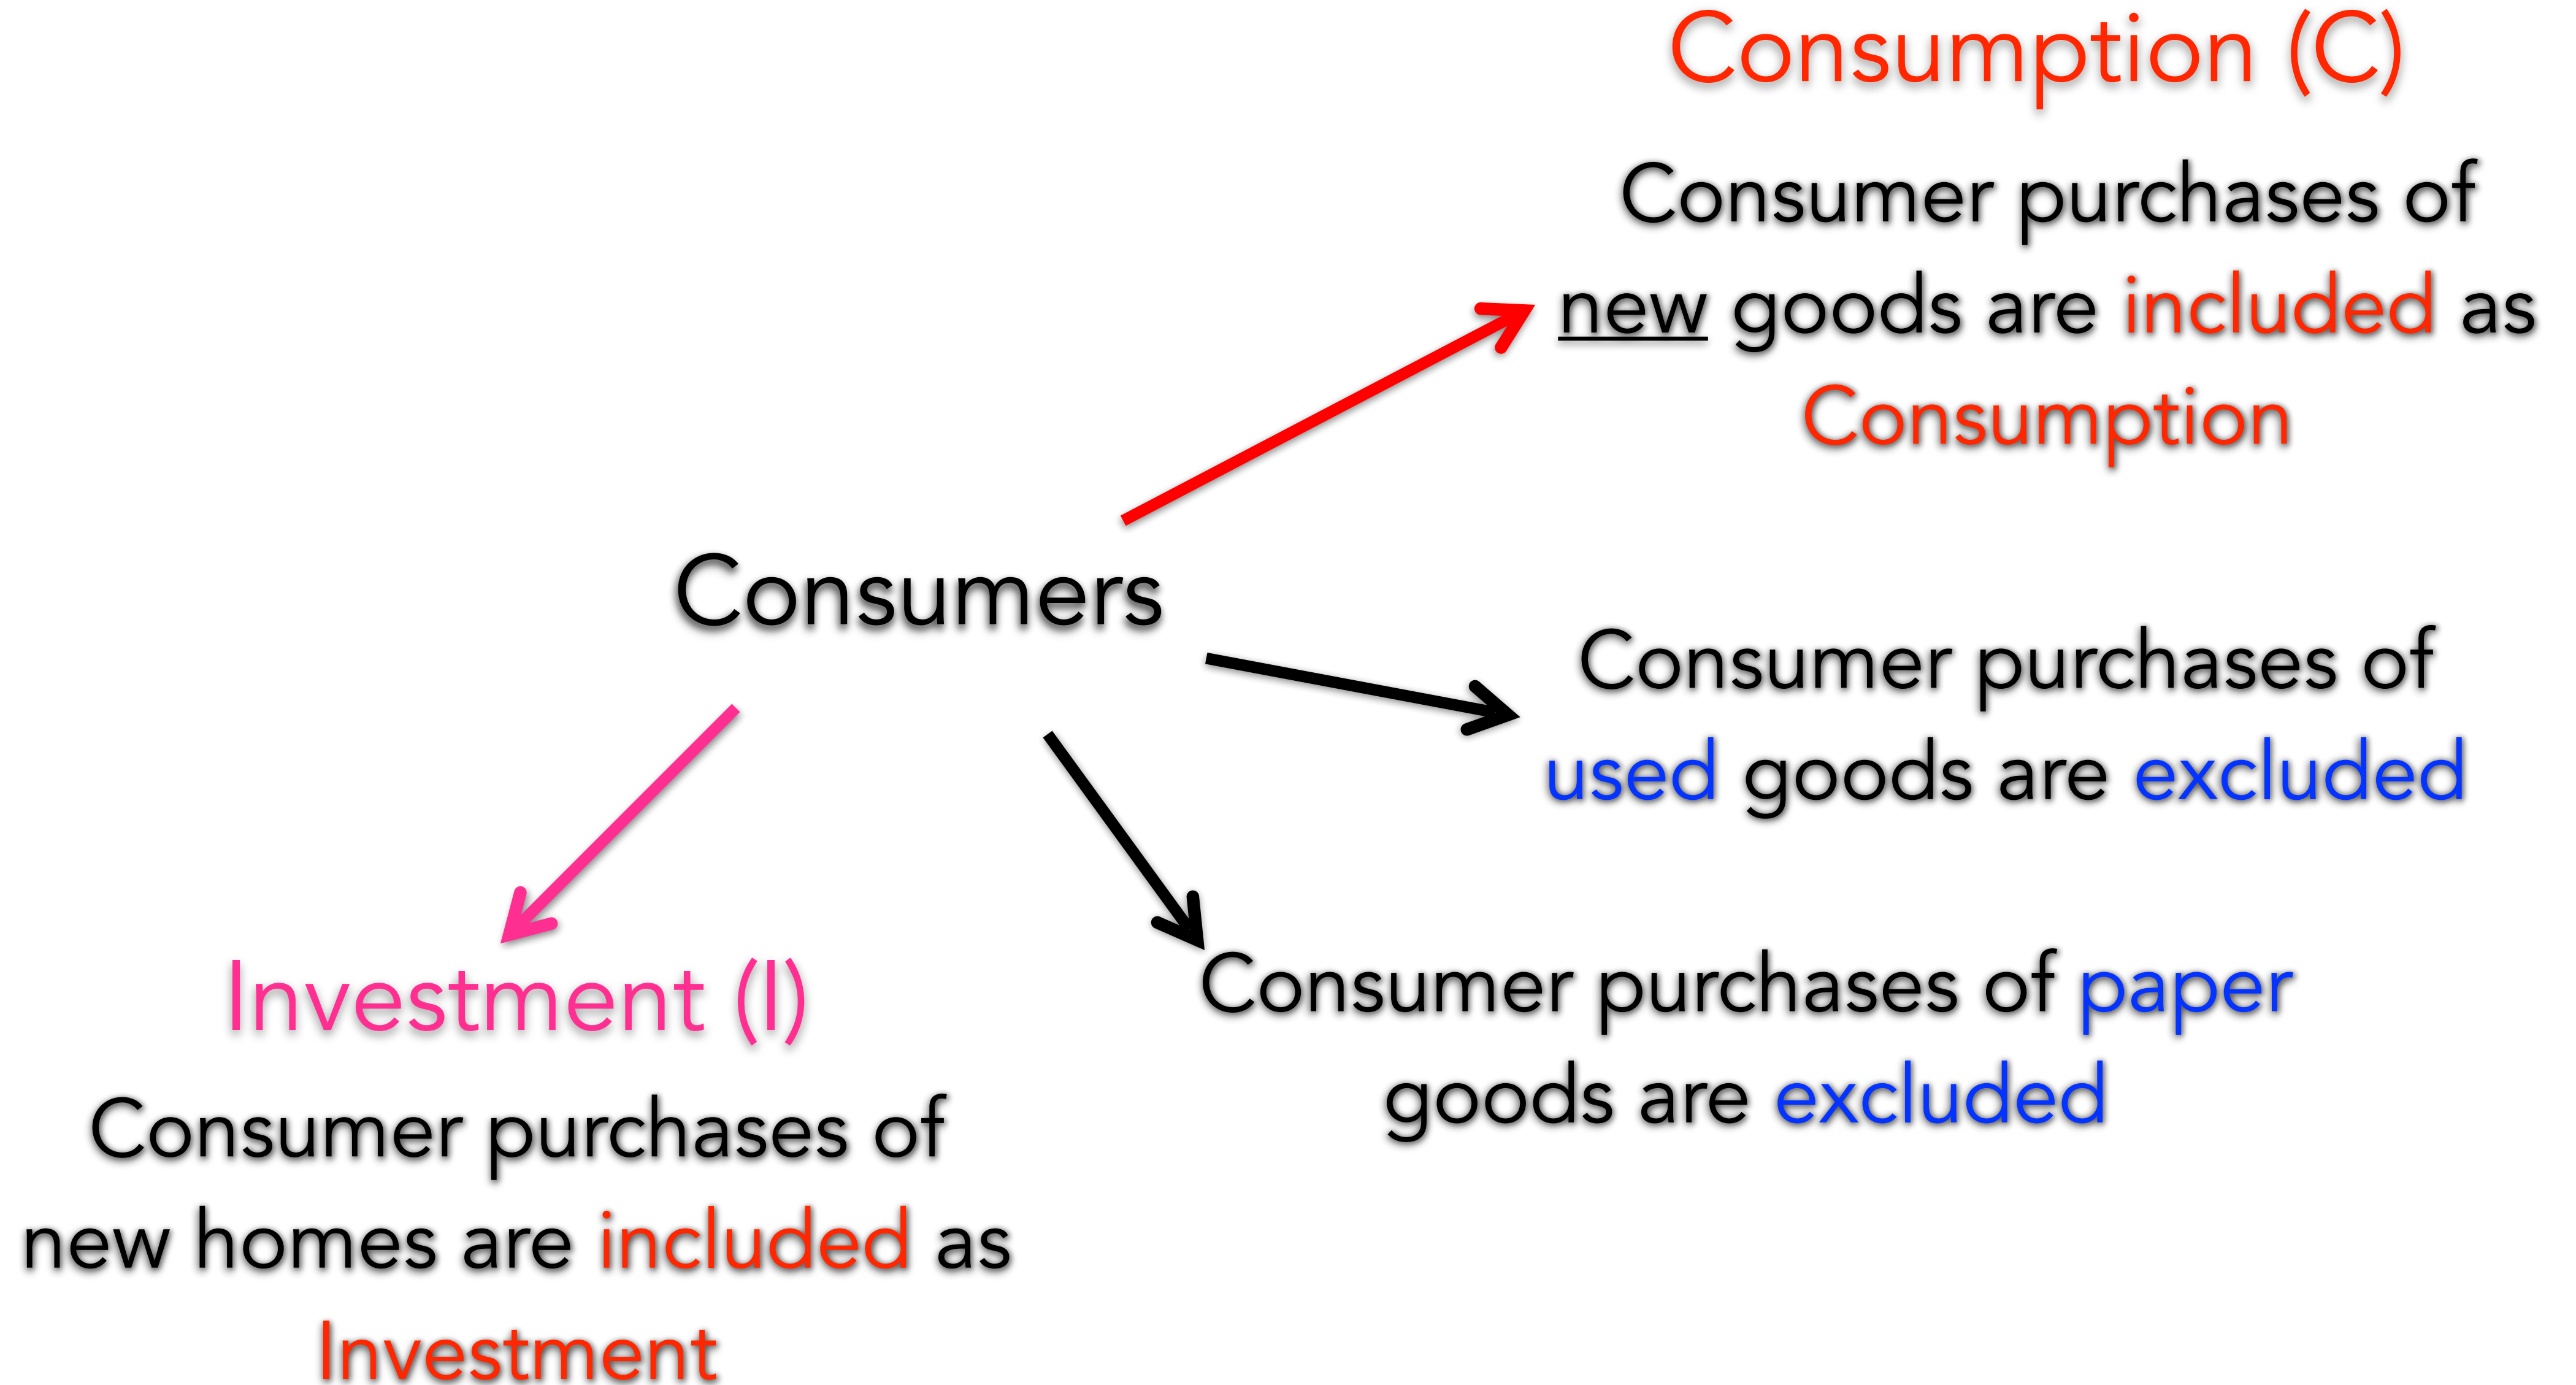 Consumption (C)
Consumer purchases of
new goods are included as
Consumption
Consumers
Consumer purchases of
used goods are excluded
Consumer purchases of paper
goods are excluded
Investment (I)
Consumer purchases of
new homes are included as
Investment